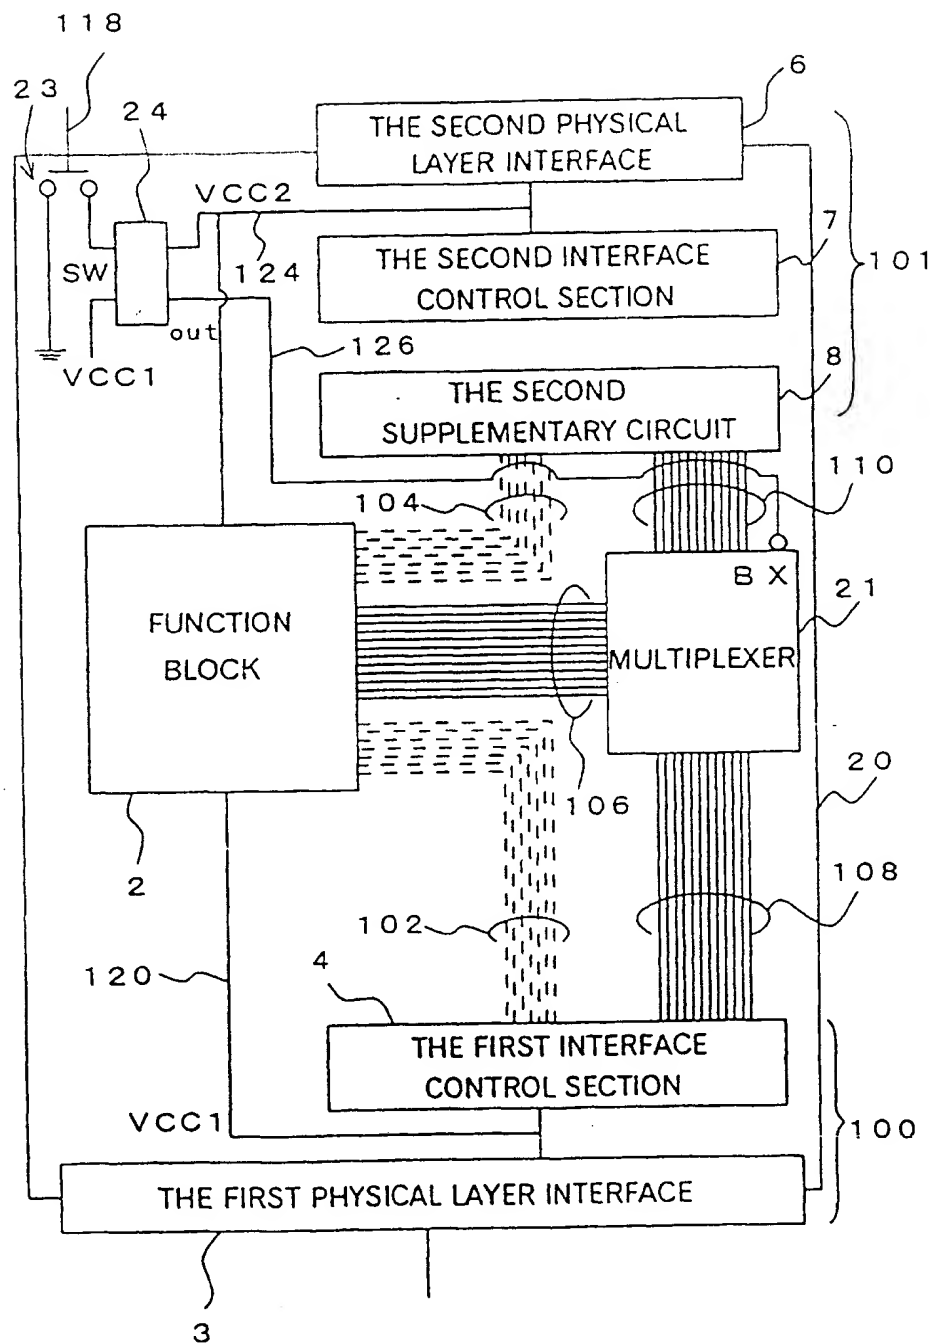 118
23
24
6
THE SECOND PHYSICAL
LAYER INTERFACE
VCC2
7
SW
124
THE SECOND INTERFACE
CONTROL SECTION
101
out
126
VCC1
8
THE SECOND
SUPPLEMENTARY CIRCUIT
104
110
B X
21
FUNCTION
BLOCK
MULTIPLEXER
106
20
2
102
108
120
4
THE FIRST INTERFACE
CONTROL SECTION
VCC1
100
THE FIRST PHYSICAL LAYER INTERFACE
3